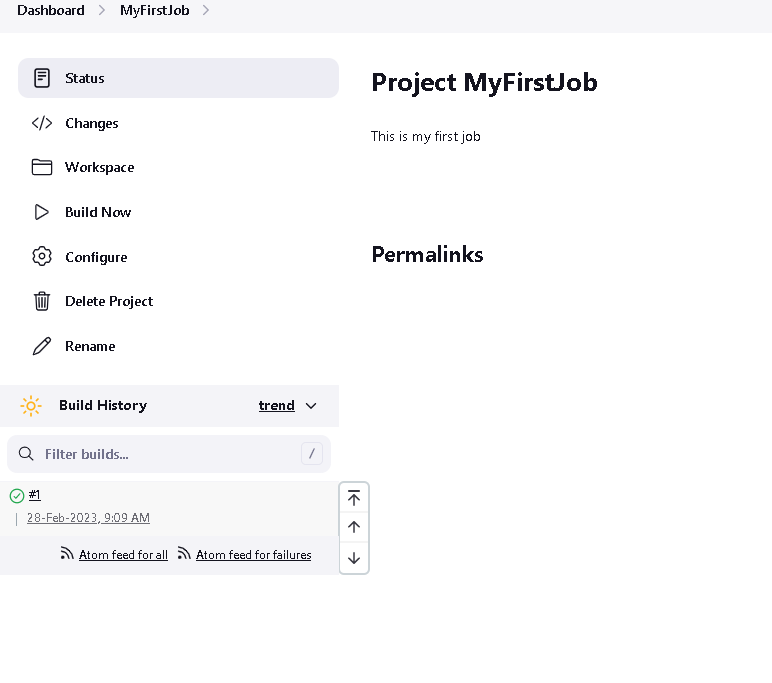 Dashboard MyFirstJob
Status
Changes
Workspace
Build Now
Configure
Delete Project
Rename
Project MyFirstJob
This is my first job
Permalinks
Build History trend
Filter builds... /
#1
28-Feb-2023, 9:09 AM
Atom feed for all Atom feed for failures